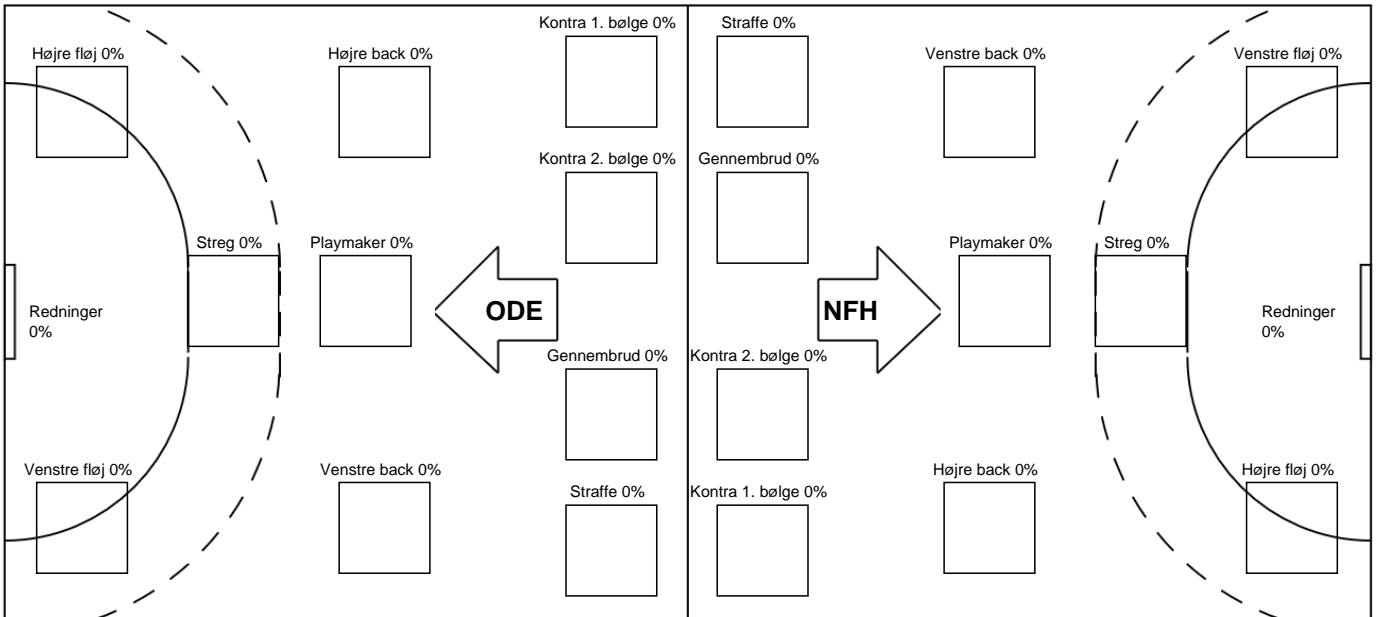 Kontra 1. bølge 0%
Straffe 0%
Højre fløj 0%
Højre back 0%
Venstre back 0%
Venstre fløj 0%
Kontra 2. bølge 0%
Gennembrud 0%
Streg 0%
Playmaker 0%
Playmaker 0%
Streg 0%
ODE
NFH
Redninger
0%
Redninger
0%
Gennembrud 0%
Kontra 2. bølge 0%
Venstre fløj 0%
Venstre back 0%
Højre back 0%
Højre fløj 0%
Straffe 0%
Kontra 1. bølge 0%